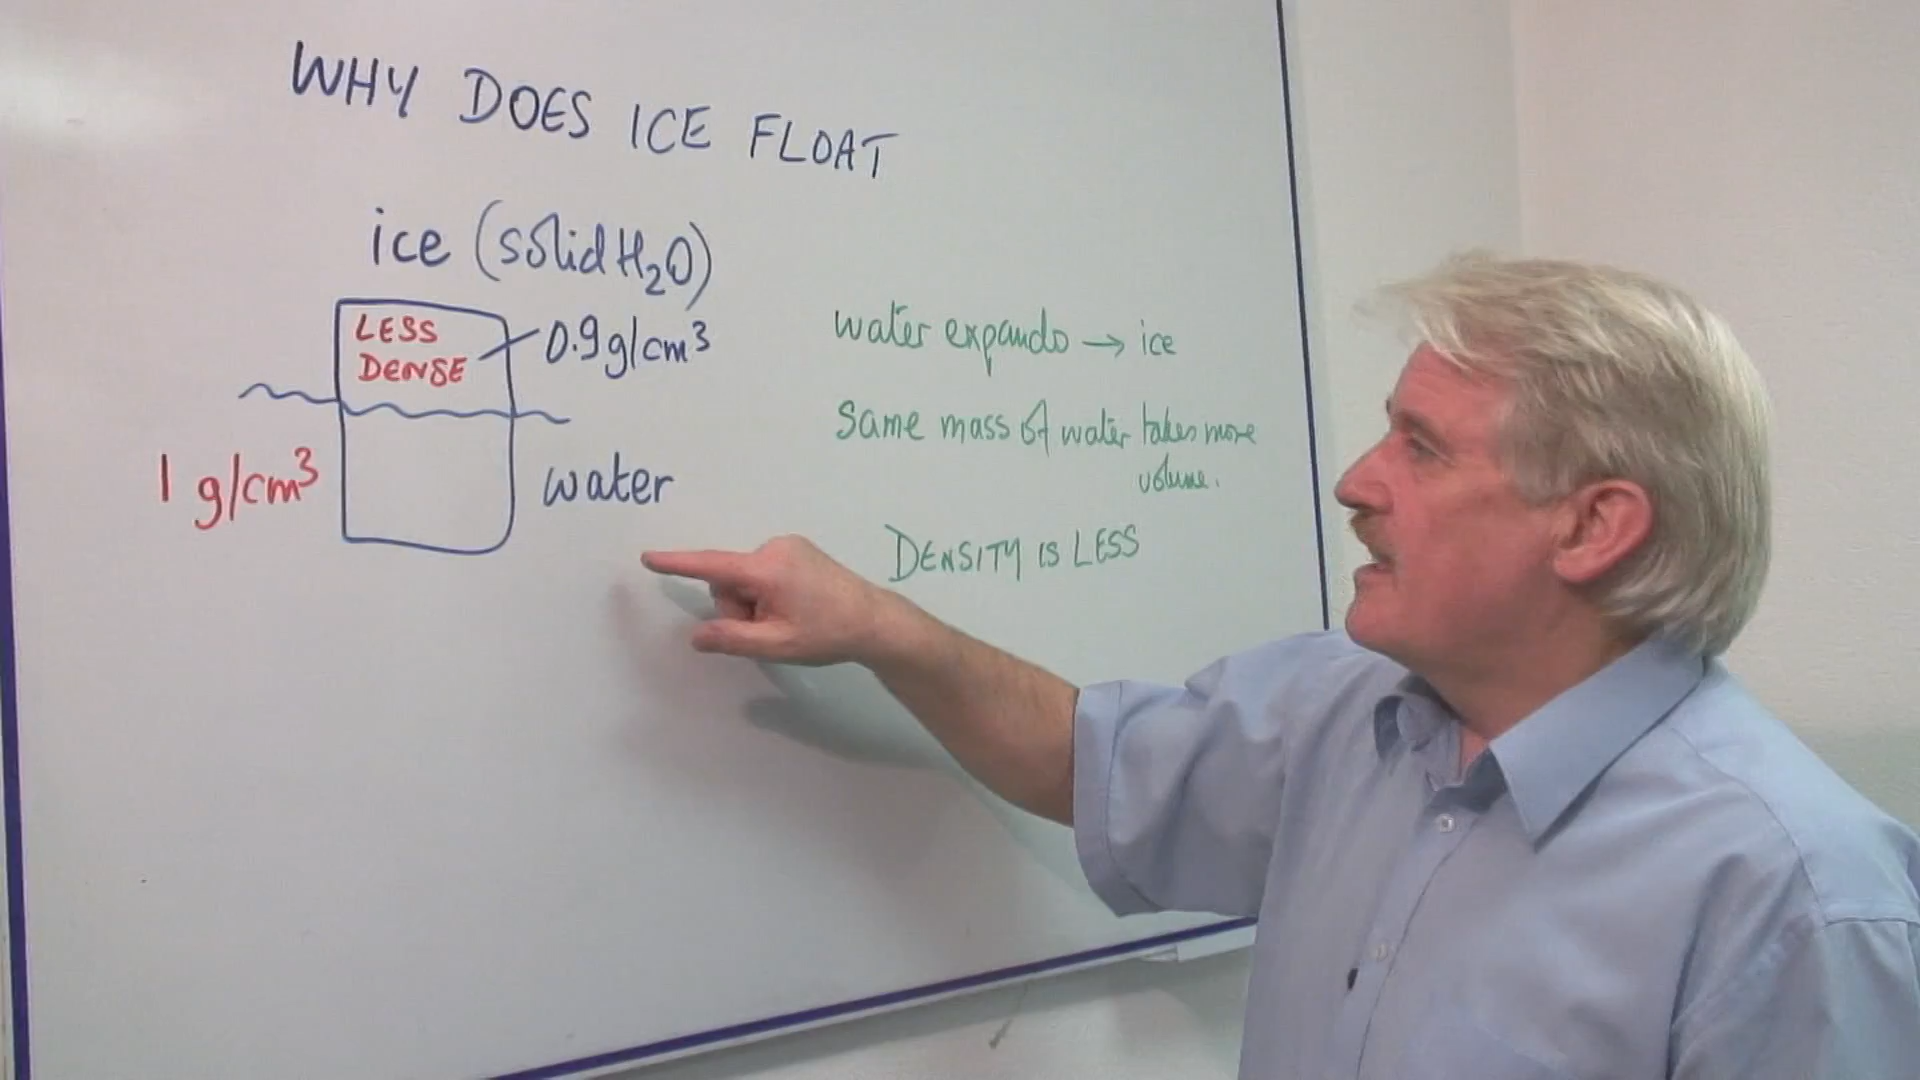 WHY DOES ICE FLOAT
ice (solid H₂O)
LESS
DENSE
0.9g/cm³
1 g/cm³
water
water expands → ice
Same mass of water takes more
volume.
DENSITY IS LESS